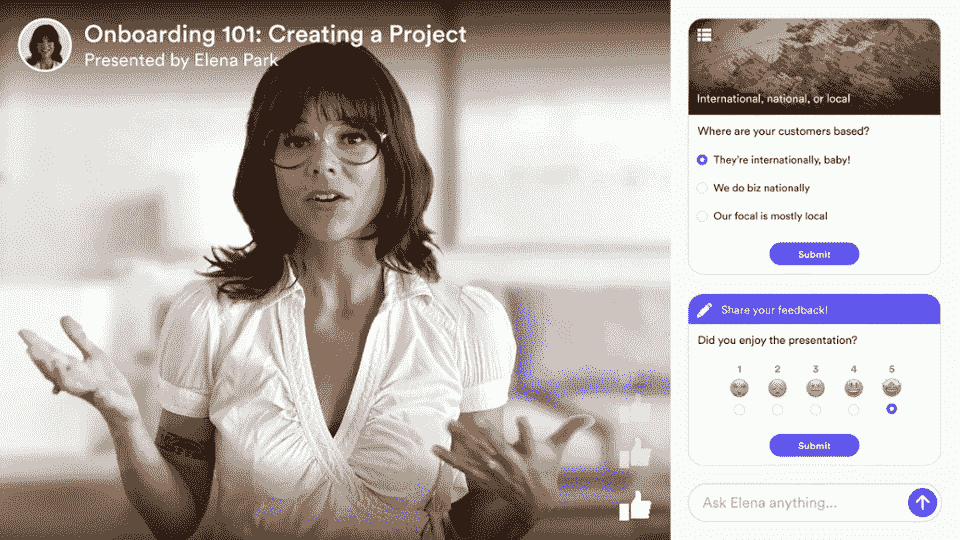 Onboarding 101: Creating a Project
Presented by Elena Park
International, national, or local
Where are your customers based?
They're internationally, baby!
We do biz nationally
Our focal is mostly local
Submit
Share your feedback!
Did you enjoy the presentation?
1 2 3 4 5
Submit
Ask Elena anything...